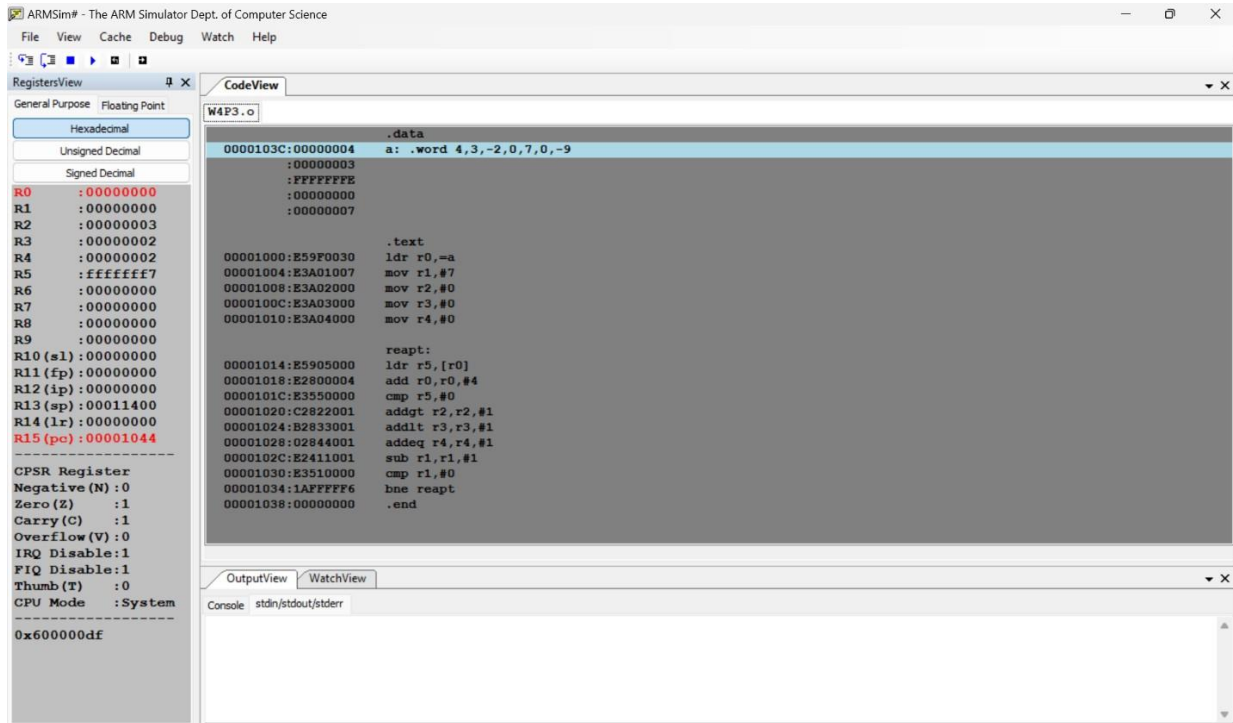 ARMSim# - The ARM Simulator Dept. of Computer Science
File View Cache Debug Watch Help
RegistersView
General Purpose Floating Point
Hexadecimal
Unsigned Decimal
Signed Decimal
R0 :00000000
R1 :00000000
R2 :00000003
R3 :00000002
R4 :00000002
R5 :fffffff7
R6 :00000000
R7 :00000000
R8 :00000000
R9 :00000000
R10(sl):00000000
R11(fp):00000000
R12(ip):00000000
R13(sp):00011400
R14(lr):00000000
R15(pc):00001044
CPSR Register
Negative(N):0
Zero(Z) :1
Carry(C) :1
Overflow(V):0
IRQ Disable:1
FIQ Disable:1
Thumb(T) :0
CPU Mode :System
0x600000df
CodeView
W4P3.o
.data
0000103C:00000004 a: .word 4,3,-2,0,7,0,-9
:00000003
:FFFFFFFE
:00000000
:00000007
.text
00001000:E59F0030 ldr r0,=a
00001004:E3A01007 mov r1,#7
00001008:E3A02000 mov r2,#0
0000100C:E3A03000 mov r3,#0
00001010:E3A04000 mov r4,#0
reapt:
00001014:E5905000 ldr r5,[r0]
00001018:E2800004 add r0,r0,#4
0000101C:E3550000 cmp r5,#0
00001020:C2822001 addgt r2,r2,#1
00001024:B2833001 addlt r3,r3,#1
00001028:02844001 addeq r4,r4,#1
0000102C:E2411001 sub r1,r1,#1
00001030:E3510000 cmp r1,#0
00001034:1AFFFFF6 bne reapt
00001038:00000000 .end
OutputView WatchView
Console stdin/stdout/stderr